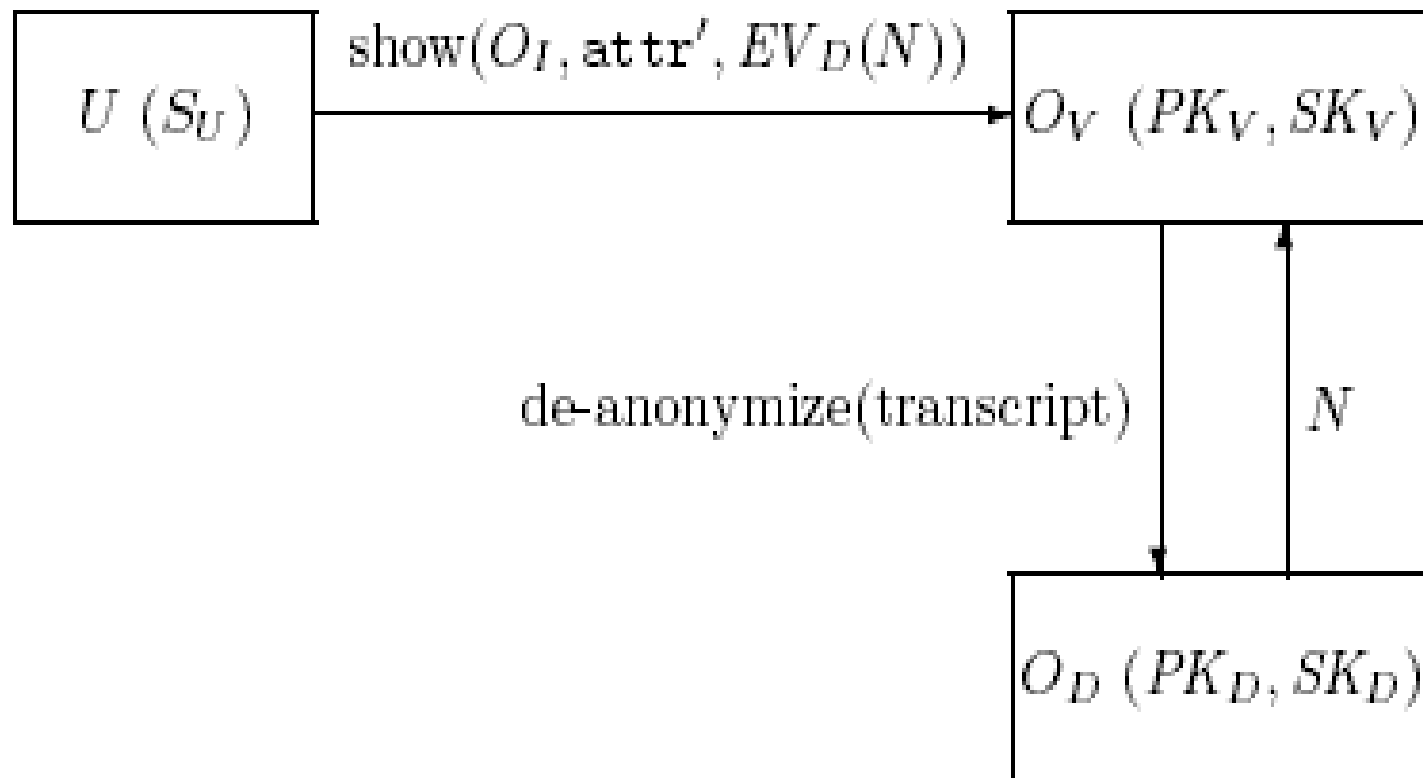 show(O_I, attr′, EV_D(N))
U (S_U)
O_V (PK_V, SK_V)
de-anonymize(transcript)
N
O_D (PK_D, SK_D)